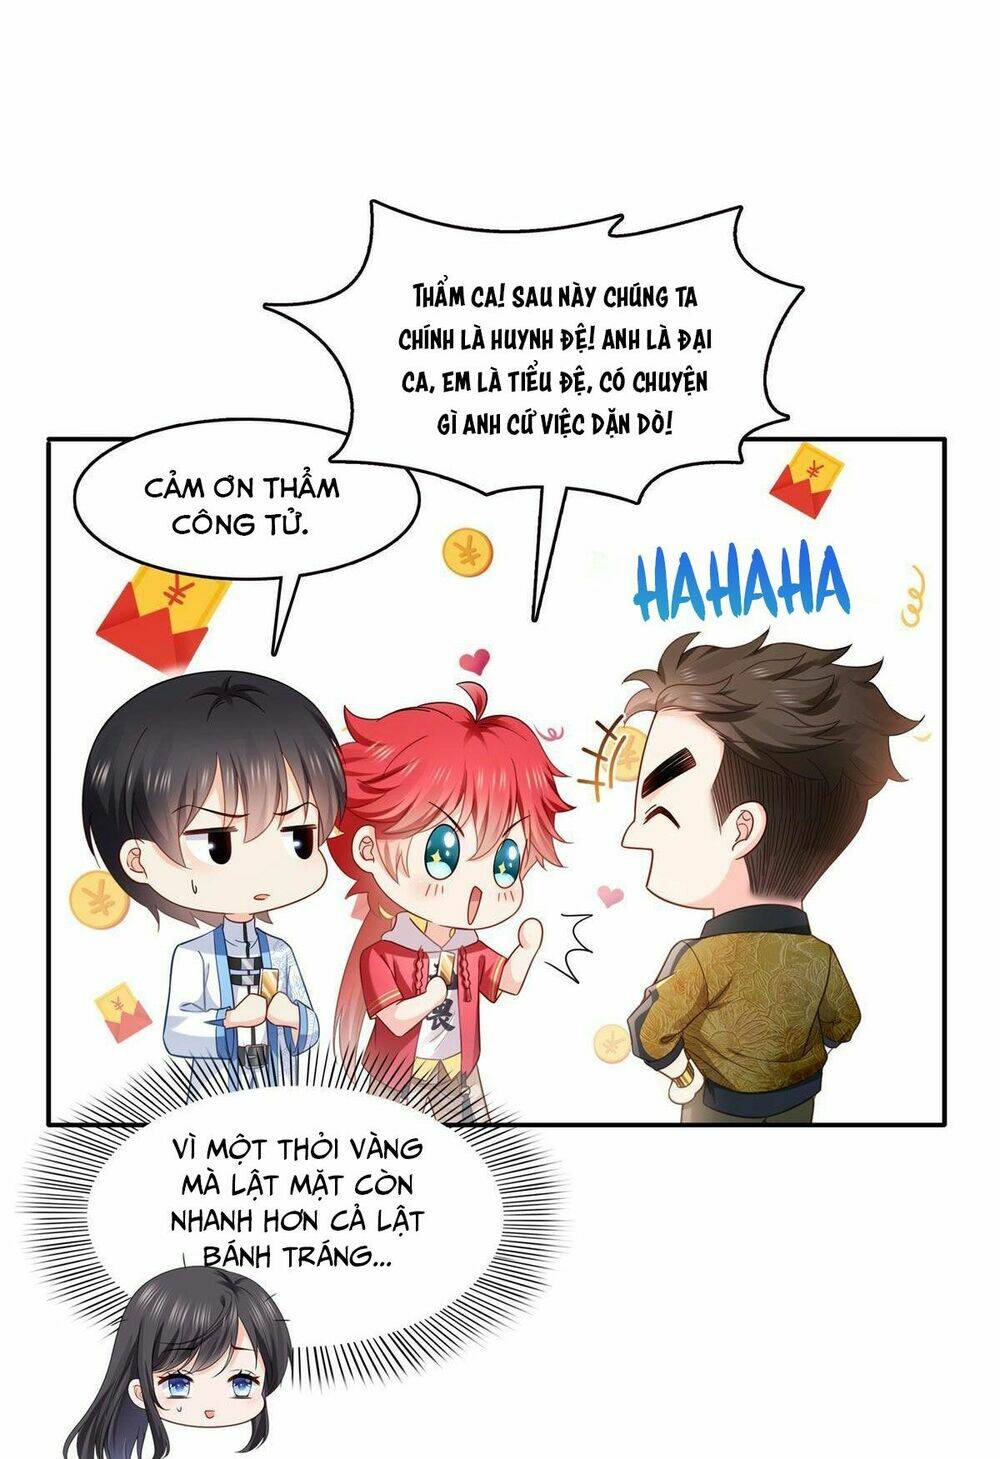 THẨM CA! SAU NÀY CHÚNG TA
CHÍNH LÀ HUYNH ĐỆ! ANH LÀ ĐẠI
CA, EM LÀ TIỂU ĐỆ, CÓ CHUYỆN
GÌ ANH CỨ VIỆC DẶN DÒ!
CẢM ƠN THẨM
CÔNG TỬ.
HAHAHA
VÌ MỘT THỎI VÀNG
MÀ LẬT MẶT CÒN
NHANH HƠN CẢ LẬT
BÁNH TRÁNG...